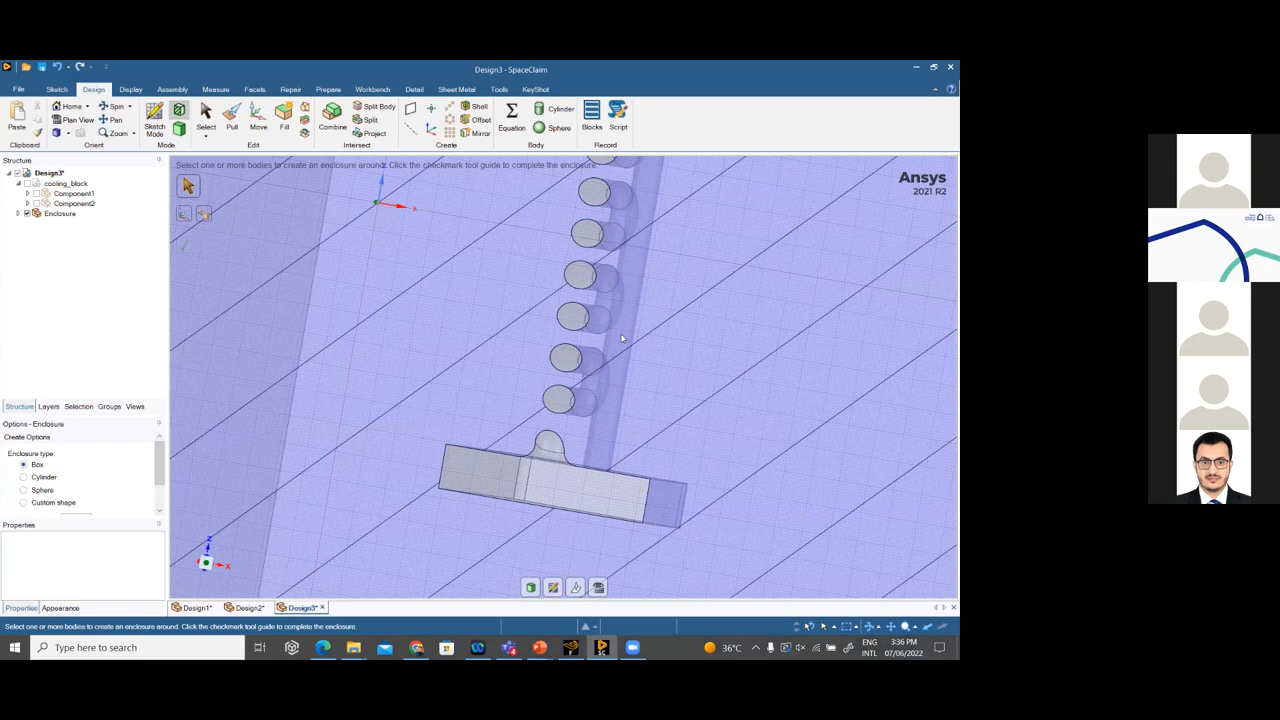 Design3* - SpaceClaim
File Sketch Design Display Assembly Measure Facets Repair Prepare Workbench Detail Sheet Metal Tools KeyShot
Home Spin Split Body Shell Cylinder
Plan View Pan Split Offset Sphere
Zoom Project Mirror
Paste Sketch Mode Select Pull Move Fill Combine Equation Blocks Script
Clipboard Orient Mode Edit Intersect Create Body Record
Structure
Design3*
cooling_block
Component1
Component2
Enclosure
Select one or more bodies to create an enclosure around. Click the checkmark tool guide to complete the enclosure.
Ansys
2021 R2
X
Structure Layers Selection Groups Views
Options - Enclosure
Create Options
Enclosure type:
Box
Cylinder
Sphere
Custom shape
Properties
Z
X
Properties Appearance
Design1* Design2* Design3*
Select one or more bodies to create an enclosure around. Click the checkmark tool guide to complete the enclosure.
Type here to search
36°C
ENG
INTL
3:36 PM
07/06/2022